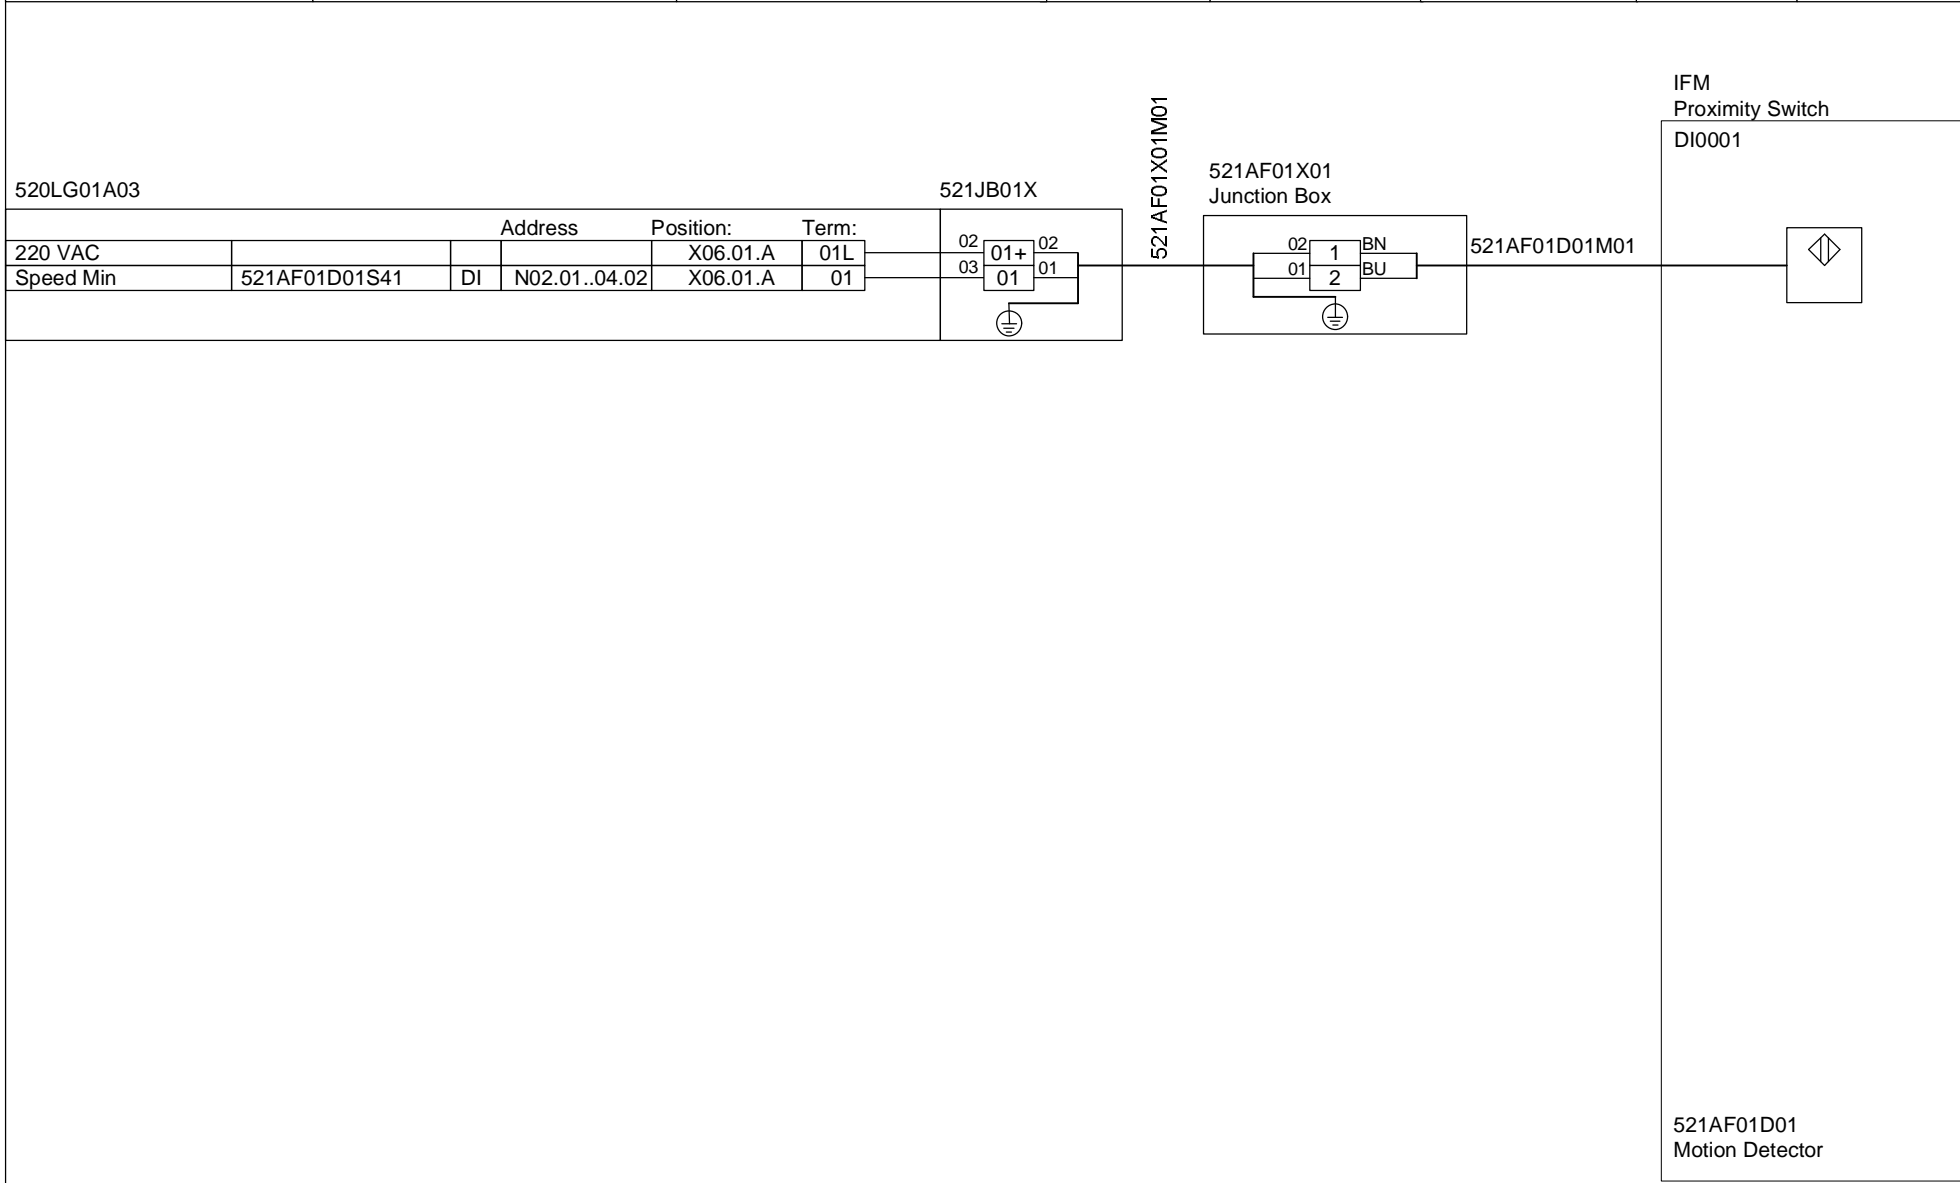 IFM
Proximity Switch
DI0001
521AF01X01M01
521AF01X01
Junction Box
520LG01A03
521JB01X
Address Position: Term:
220 VAC X06.01.A 01L
Speed Min 521AF01D01S41 DI N02.01..04.02 X06.01.A 01
02 01+ 02
03 01 01
02 1 BN
01 2 BU
521AF01D01M01
521AF01D01
Motion Detector